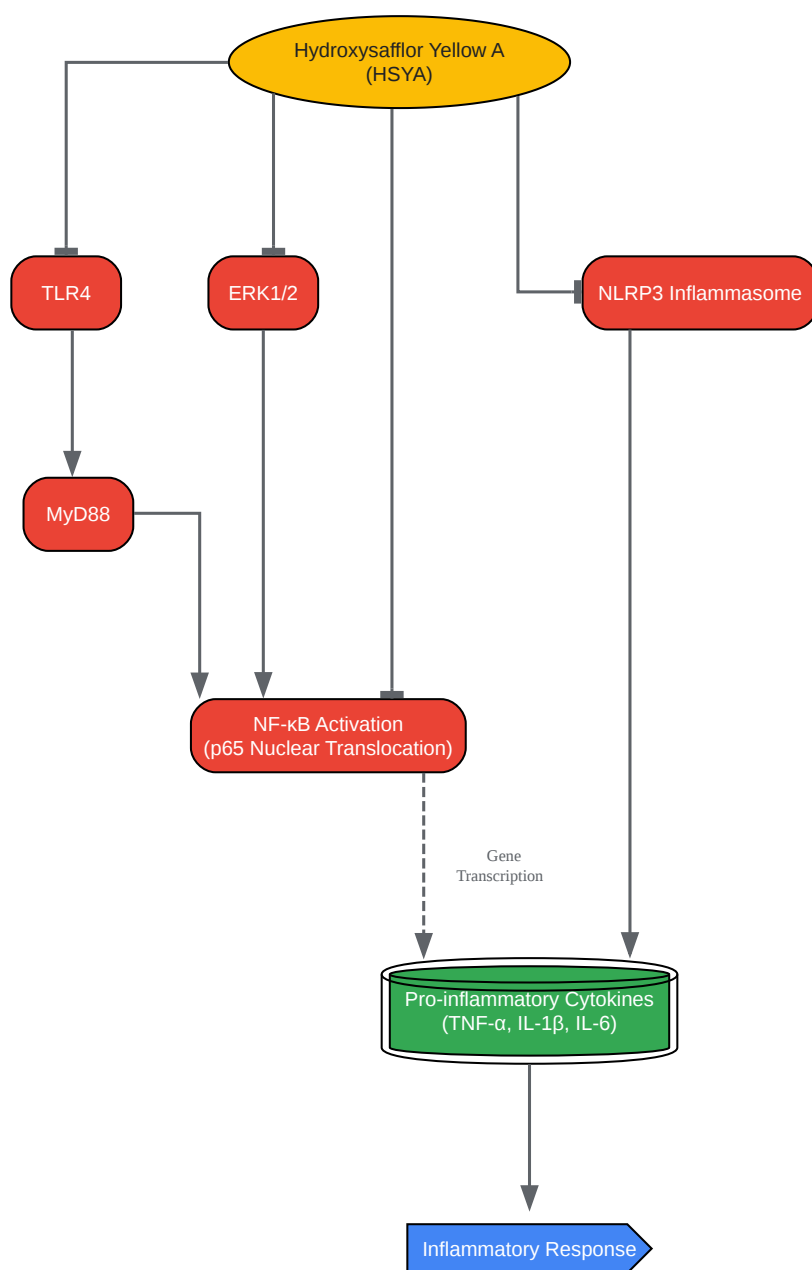 Hydroxysafflor Yellow A
(HSYA)
TLR4
ERK1/2
NLRP3 Inflammasome
MyD88
NF-κB Activation
(p65 Nuclear Translocation)
Gene
Transcription
Pro-inflammatory Cytokines
(TNF-α, IL-1β, IL-6)
Inflammatory Response